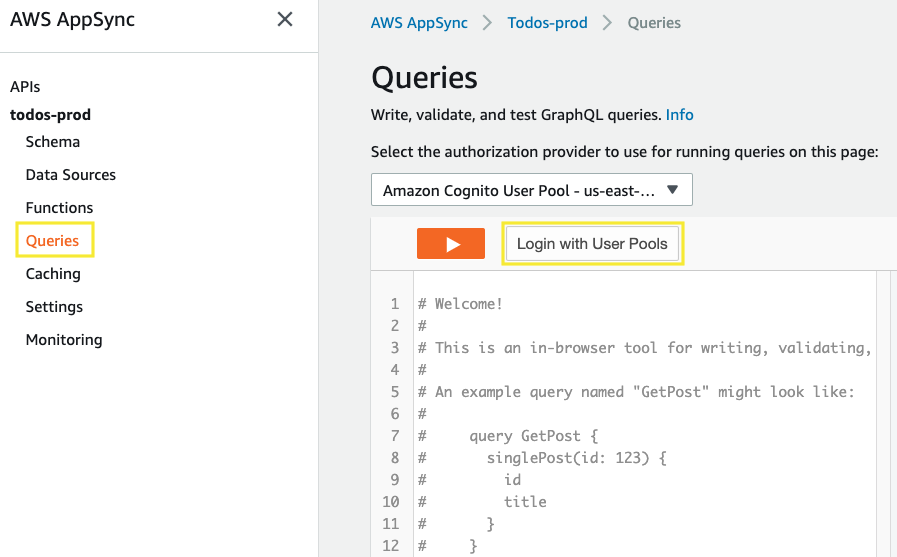 AWS AppSync
APIs
todos-prod
Schema
Data Sources
Functions
Queries
Caching
Settings
Monitoring
AWS AppSync > Todos-prod > Queries
Queries
Write, validate, and test GraphQL queries. Info
Select the authorization provider to use for running queries on this page:
Amazon Cognito User Pool - us-east-...
Login with User Pools
1 # Welcome!
2 #
3 # This is an in-browser tool for writing, validating,
4 #
5 # An example query named "GetPost" might look like:
6 #
7 #     query GetPost {
8 #       singlePost(id: 123) {
9 #         id
10 #         title
11 #       }
12 #     }